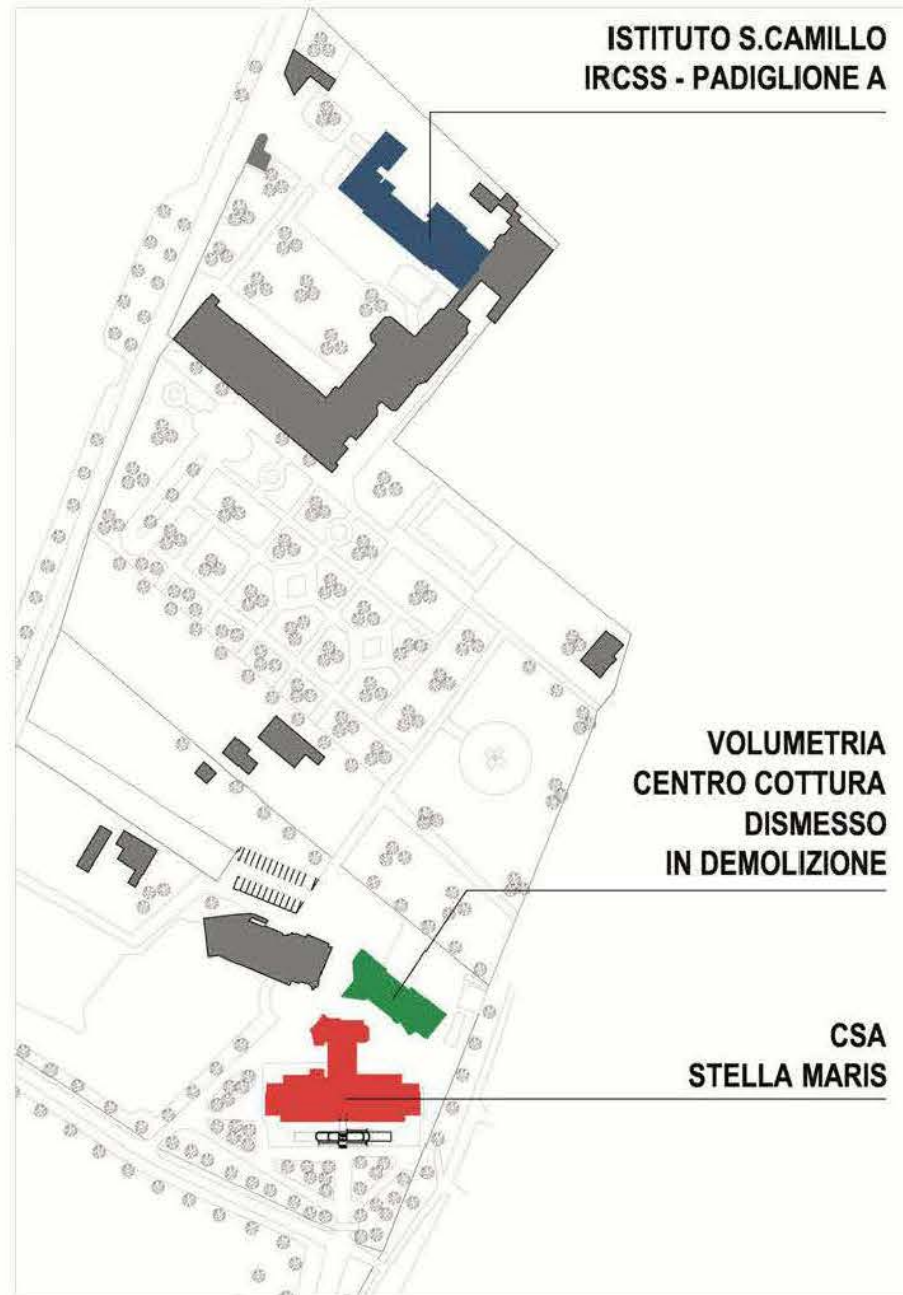 ISTITUTO S.CAMILLO
IRCSS - PADIGLIONE A
VOLUMETRIA
CENTRO COTTURA
DISMESSO
IN DEMOLIZIONE
CSA
STELLA MARIS